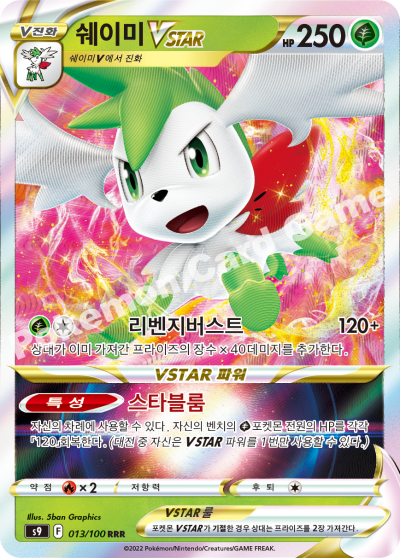 V진화
쉐이미 VSTAR
HP 250
쉐이미V에서 진화
Pokémon/Card Game
리벤지버스트 120+
상대가 이미 가져간 프라이즈의 장수×40데미지를 추가한다.
VSTAR 파워
특성 스타블룸
자신의 차례에 사용할 수 있다. 자신의 벤치의 포켓몬 전원의 HP를 각각
「120」회복한다. (대전 중 자신은 VSTAR 파워를 1번만 사용할 수 있다.)
약점 ×2 저항력 후퇴
Illus. 5ban Graphics
VSTAR 룰
s9 F 013/100 RRR
포켓몬 VSTAR가 기절한 경우 상대는 프라이즈를 2장 가져간다.
©2022 Pokémon/Nintendo/Creatures/GAME FREAK.